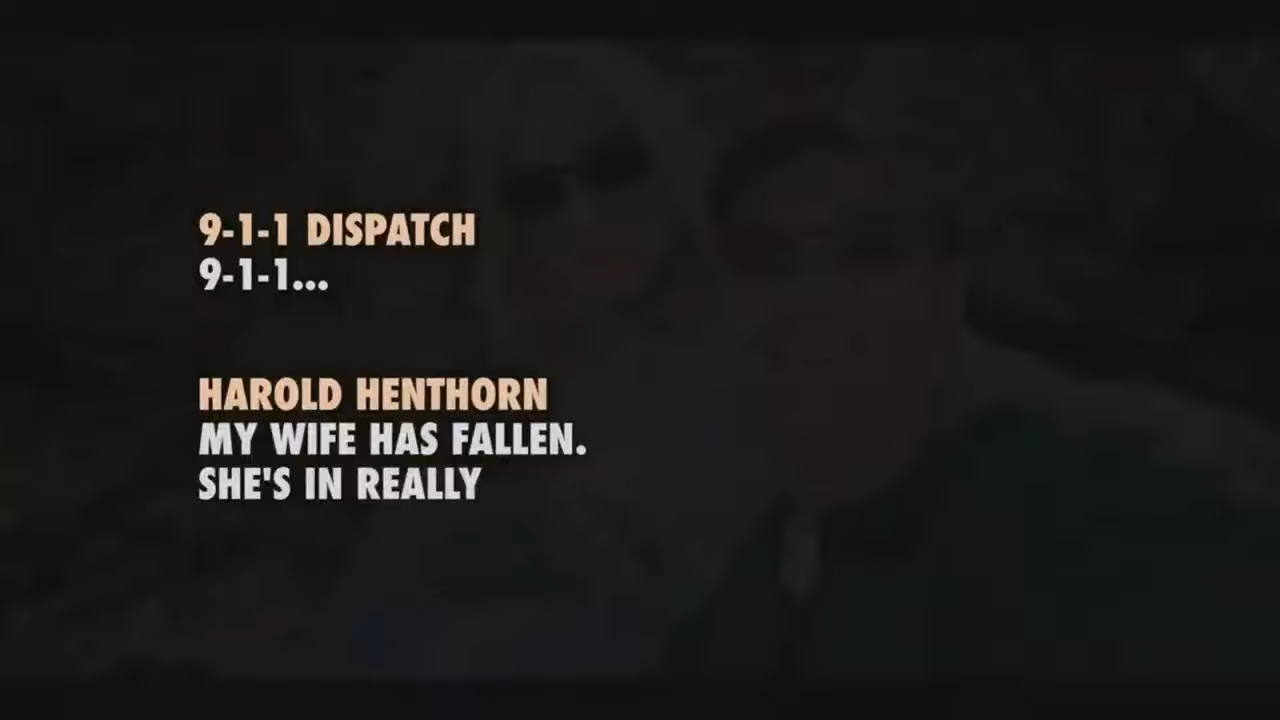 9-1-1 DISPATCH
9-1-1...
HAROLD HENTHORN
MY WIFE HAS FALLEN.
SHE'S IN REALLY